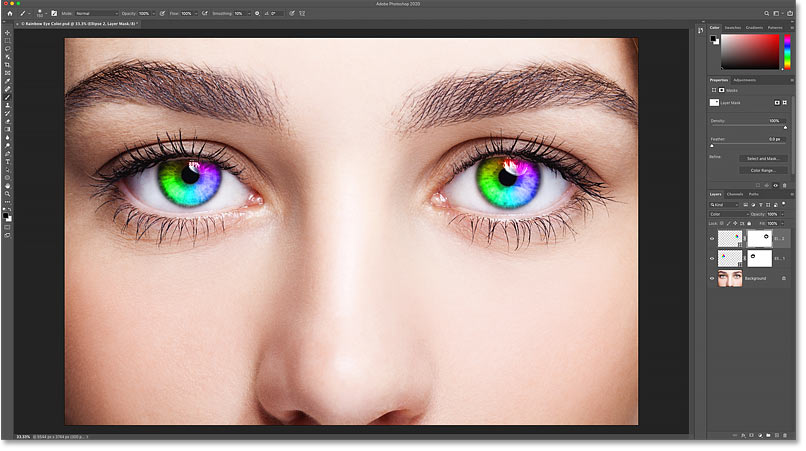 Adobe Photoshop 2020
Mode: Normal Opacity: 100% Flow: 100% Smoothing: 10% 0°
× © Rainbow Eye Color.psd @ 33.3% (Ellipse 2, Layer Mask/8) *
Color Swatches Gradients Patterns
Properties Adjustments
Masks
Layer Mask
Density: 100%
Feather: 0.0 px
Refine: Select and Mask...
Color Range...
Layers Channels Paths
Kind
Color Opacity: 100%
Lock: Fill: 100%
Background
33.33%